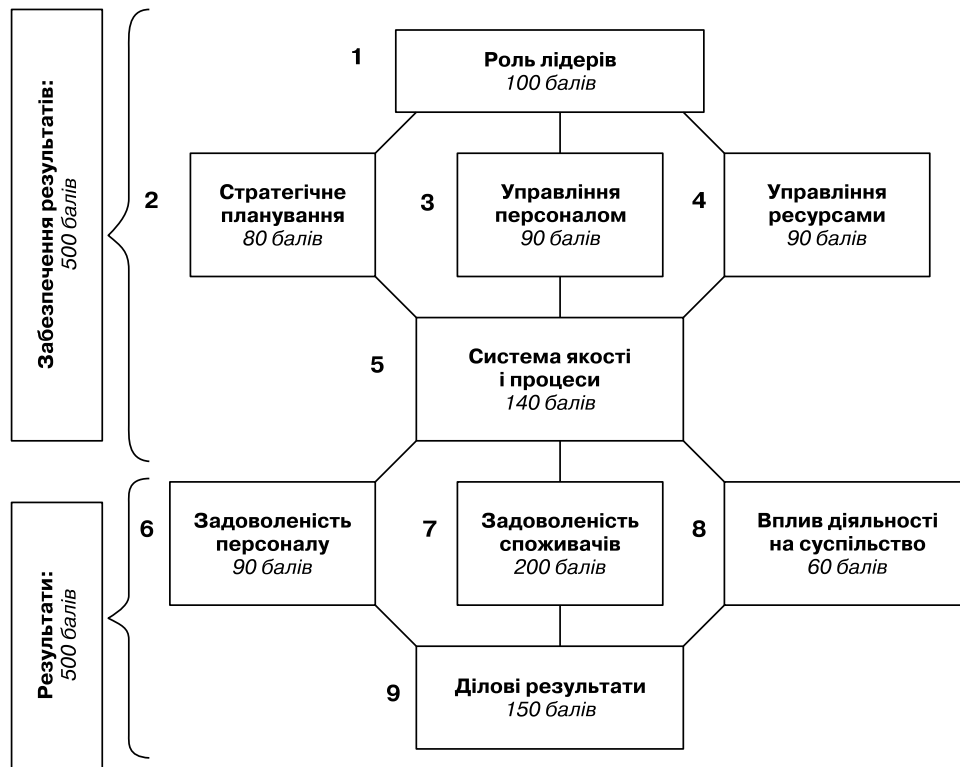 Забезпечення результатів:
500 балів
1
Роль лідерів
100 балів
2
Стратегічне
планування
80 балів
3
Управління
персоналом
90 балів
4
Управління
ресурсами
90 балів
5
Система якості
і процеси
140 балів
Результати:
500 балів
6
Задоволеність
персоналу
90 балів
7
Задоволеність
споживачів
200 балів
8
Вплив діяльності
на суспільство
60 балів
9
Ділові результати
150 балів